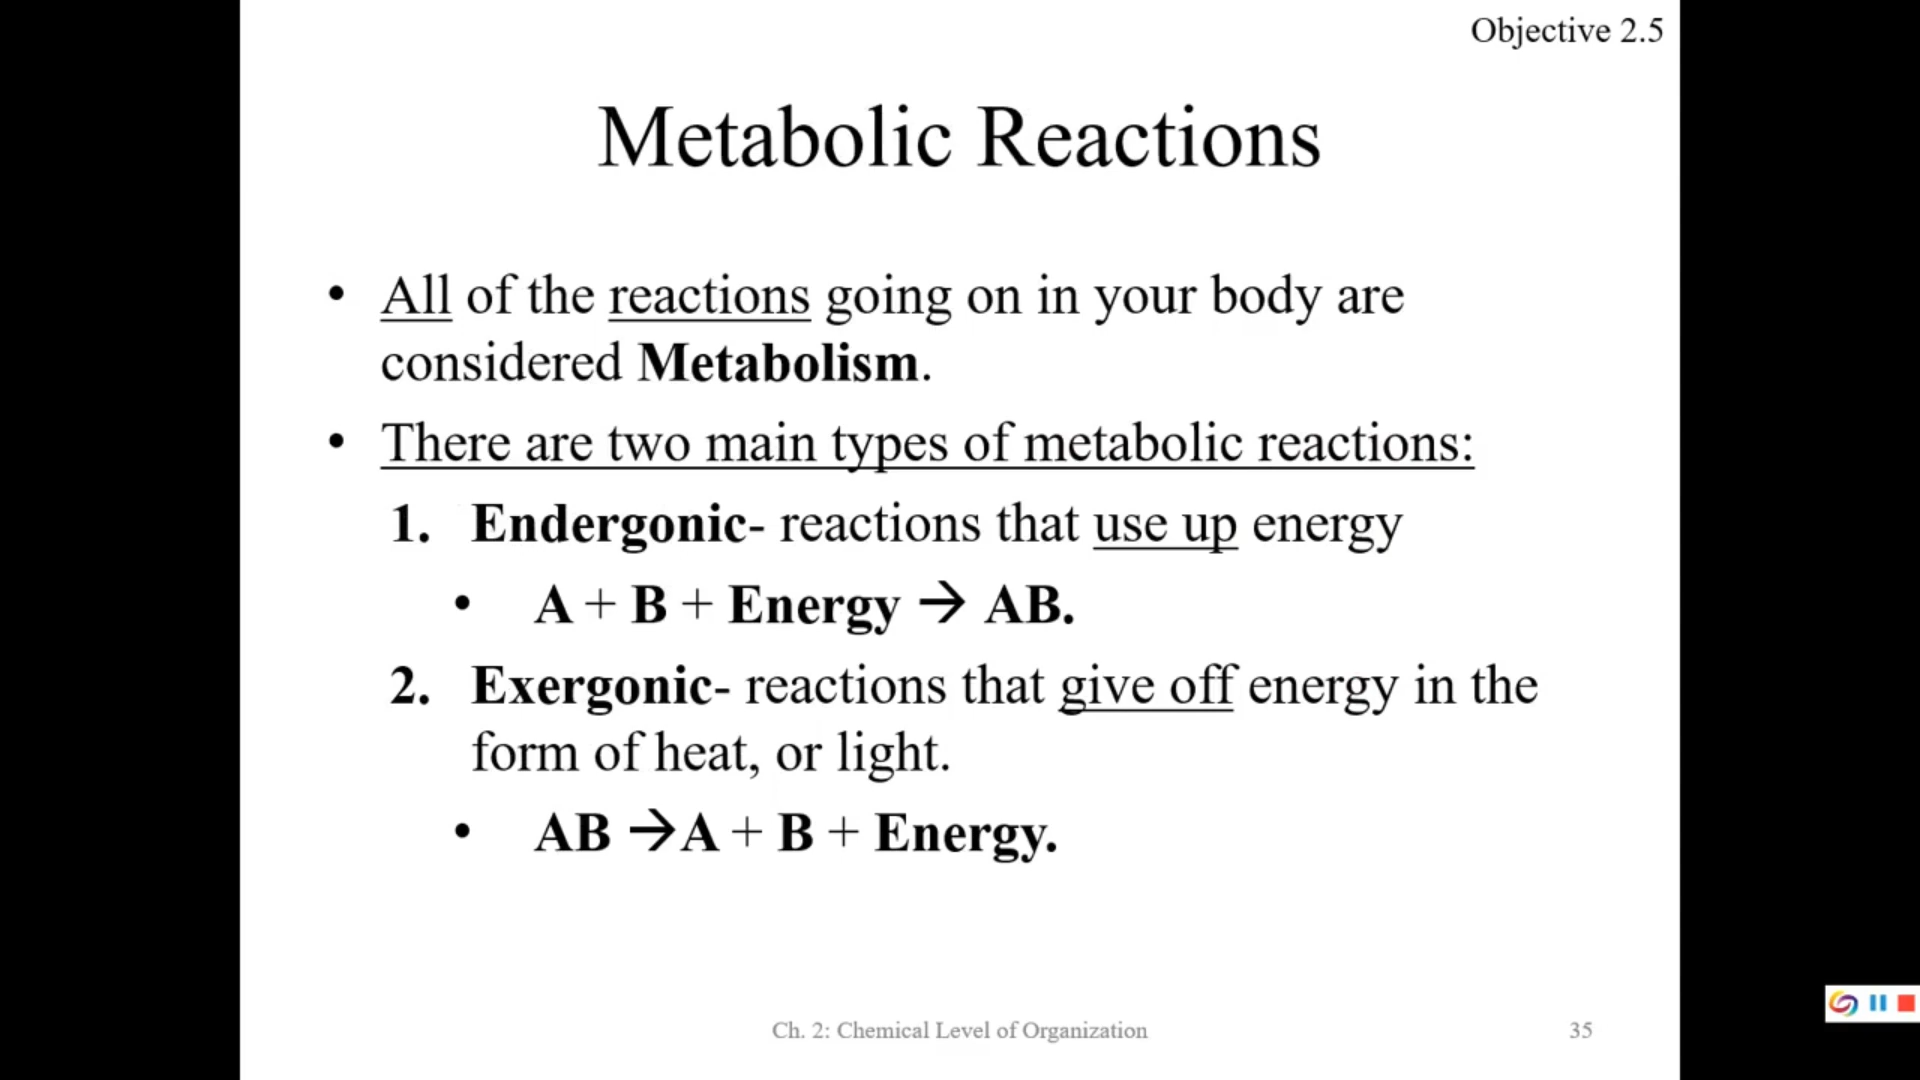 Objective 2.5
Metabolic Reactions
• All of the reactions going on in your body are
considered Metabolism.
• There are two main types of metabolic reactions:
1. Endergonic- reactions that use up energy
• A + B + Energy → AB.
2. Exergonic- reactions that give off energy in the
form of heat, or light.
• AB →A + B + Energy.
Ch. 2: Chemical Level of Organization
35